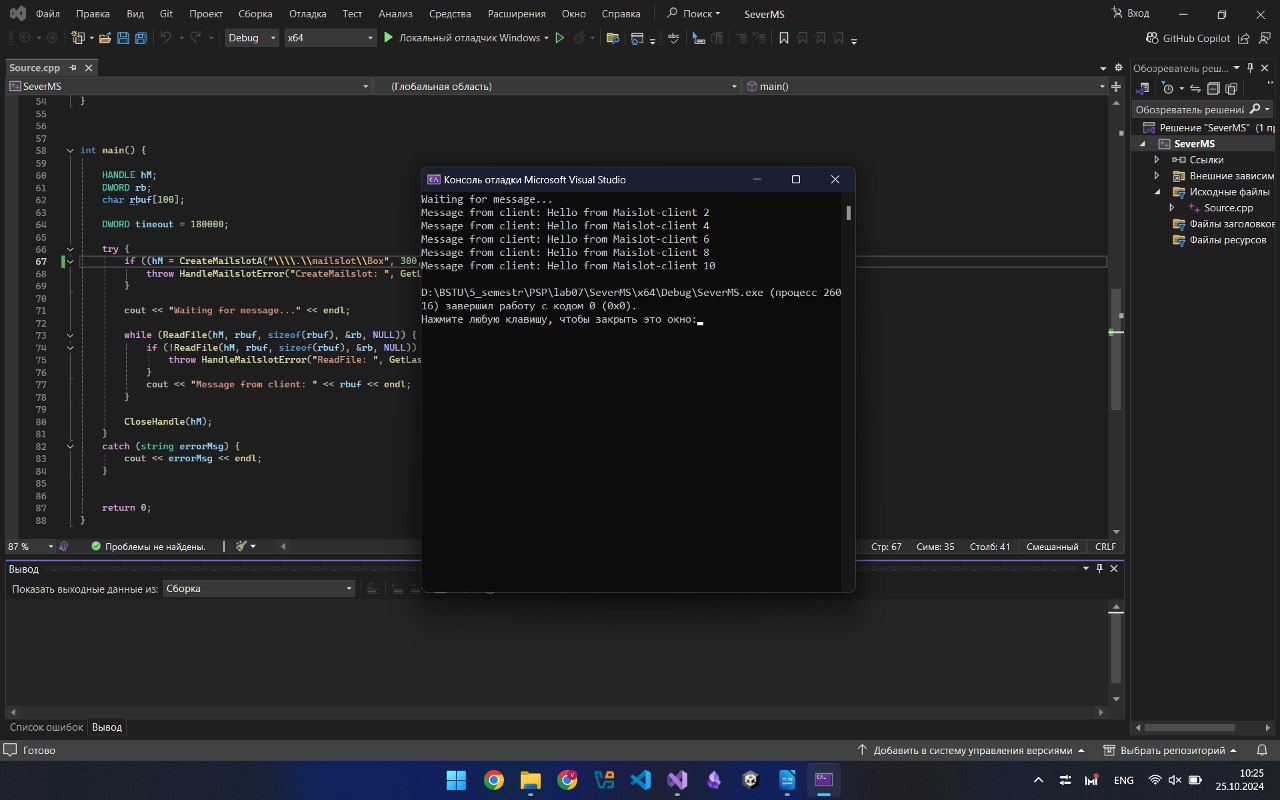 Файл Правка Вид Git Проект Сборка Отладка Тест Анализ Средства Расширения Окно Справка Поиск SeverMS Вход
Debug x64 Локальный отладчик Windows GitHub Copilot
Source.cpp
SeverMS (Глобальная область) main()
54 }
55
56
57
58 int main() {
59
60 HANDLE hM;
61 DWORD rb;
62 char rbuf[100];
63
64 DWORD timeout = 180000;
65
66 try {
67 if ((hM = CreateMailslotA("\\\\.\\mailslot\\Box", 300,
68 throw HandleMailslotError("CreateMailslot: ", GetL
69 }
70
71 cout << "Waiting for message..." << endl;
72
73 while (ReadFile(hM, rbuf, sizeof(rbuf), &rb, NULL)) {
74 if (!ReadFile(hM, rbuf, sizeof(rbuf), &rb, NULL))
75 throw HandleMailslotError("ReadFile: ", GetLas
76 }
77 cout << "Message from client: " << rbuf << endl;
78 }
79
80 CloseHandle(hM);
81 }
82 catch (string errorMsg) {
83 cout << errorMsg << endl;
84 }
85
86
87 return 0;
88 }
Консоль отладки Microsoft Visual Studio
Waiting for message...
Message from client: Hello from Maislot-client 2
Message from client: Hello from Maislot-client 4
Message from client: Hello from Maislot-client 6
Message from client: Hello from Maislot-client 8
Message from client: Hello from Maislot-client 10
D:\BSTU\5_semestr\PSP\lab07\SeverMS\x64\Debug\SeverMS.exe (процесс 260
16) завершил работу с кодом 0 (0x0).
Нажмите любую клавишу, чтобы закрыть это окно:
Обозреватель реш...
Обозреватель решений
Решение "SeverMS" (1 пр
SeverMS
Ссылки
Внешние зависим
Исходные файлы
Source.cpp
Файлы заголовков
Файлы ресурсов
87 % Проблемы не найдены. Стр: 67 Симв: 35 Столб: 41 Смешанный CRLF
Вывод
Показать выходные данные из: Сборка
Список ошибок Вывод
Готово Добавить в систему управления версиями Выбрать репозиторий
ENG 10:25
25.10.2024